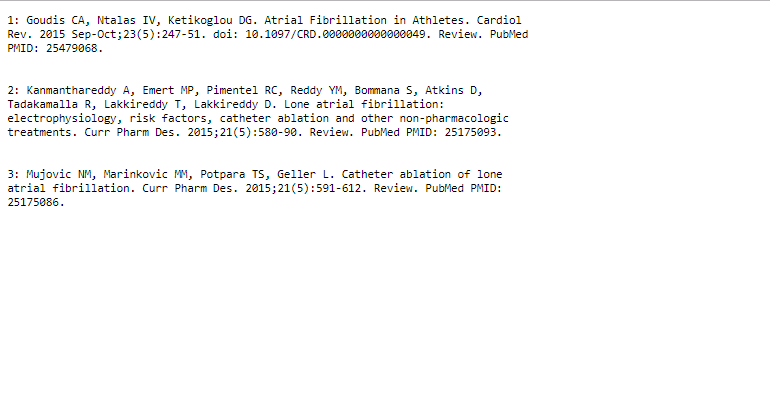 1: Goudis CA, Ntalas IV, Ketikoglou DG. Atrial Fibrillation in Athletes. Cardiol
Rev. 2015 Sep-Oct;23(5):247-51. doi: 10.1097/CRD.0000000000000049. Review. PubMed
PMID: 25479068.
2: Kanmanthareddy A, Emert MP, Pimentel RC, Reddy YM, Bommana S, Atkins D,
Tadakamalla R, Lakkireddy T, Lakkireddy D. Lone atrial fibrillation:
electrophysiology, risk factors, catheter ablation and other non-pharmacologic
treatments. Curr Pharm Des. 2015;21(5):580-90. Review. PubMed PMID: 25175093.
3: Mujovic NM, Marinkovic MM, Potpara TS, Geller L. Catheter ablation of lone
atrial fibrillation. Curr Pharm Des. 2015;21(5):591-612. Review. PubMed PMID:
25175086.